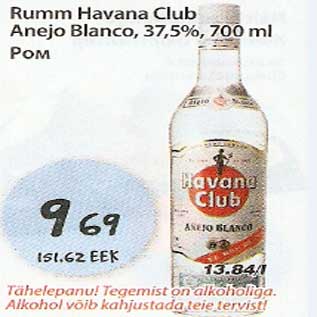 Rumm Havana Club
Anejo Blanco, 37,5%, 700 ml
Ром
Havana
Club
AÑEJO BLANCO
9 69
151.62 EEK
13.84/l
Tähelepanu! Tegemist on alkoholiga.
Alkohol võib kahjustada teie tervist!